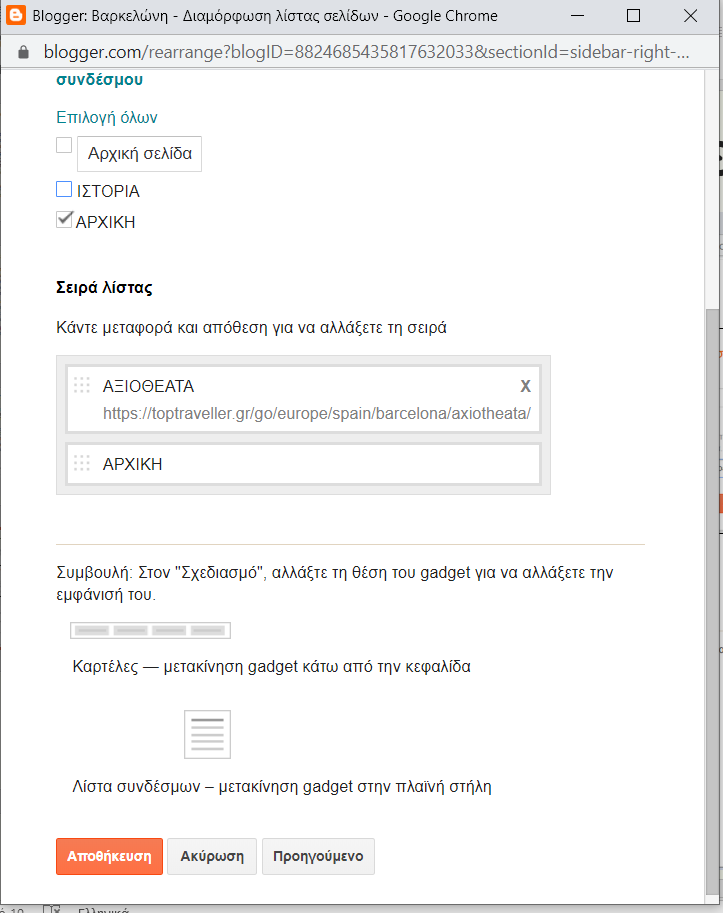 Blogger: Βαρκελώνη - Διαμόρφωση λίστας σελίδων - Google Chrome
blogger.com/rearrange?blogID=8824685435817632033&sectionId=sidebar-right-...
συνδέσμου
Επιλογή όλων
Αρχική σελίδα
ΙΣΤΟΡΙΑ
ΑΡΧΙΚΗ
Σειρά λίστας
Κάντε μεταφορά και απόθεση για να αλλάξετε τη σειρά
ΑΞΙΟΘΕΑΤΑ X
https://toptraveller.gr/go/europe/spain/barcelona/axiotheata/
ΑΡΧΙΚΗ
Συμβουλή: Στον "Σχεδιασμό", αλλάξτε τη θέση του gadget για να αλλάξετε την
εμφάνισή του.
Καρτέλες — μετακίνηση gadget κάτω από την κεφαλίδα
Λίστα συνδέσμων – μετακίνηση gadget στην πλαϊνή στήλη
Αποθήκευση Ακύρωση Προηγούμενο